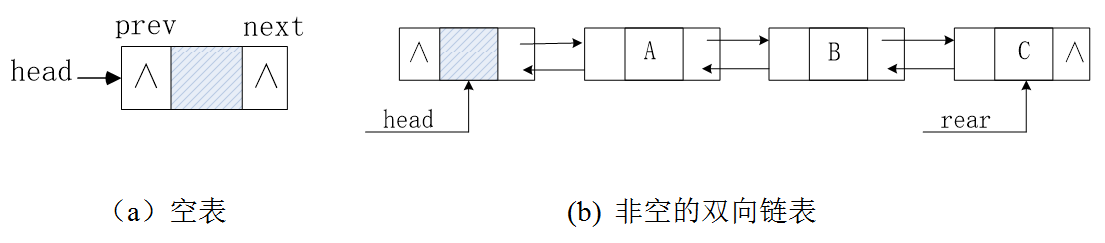 prev next
head
∧ ∧
∧ A B C ∧
head rear
(a)空表
(b) 非空的双向链表